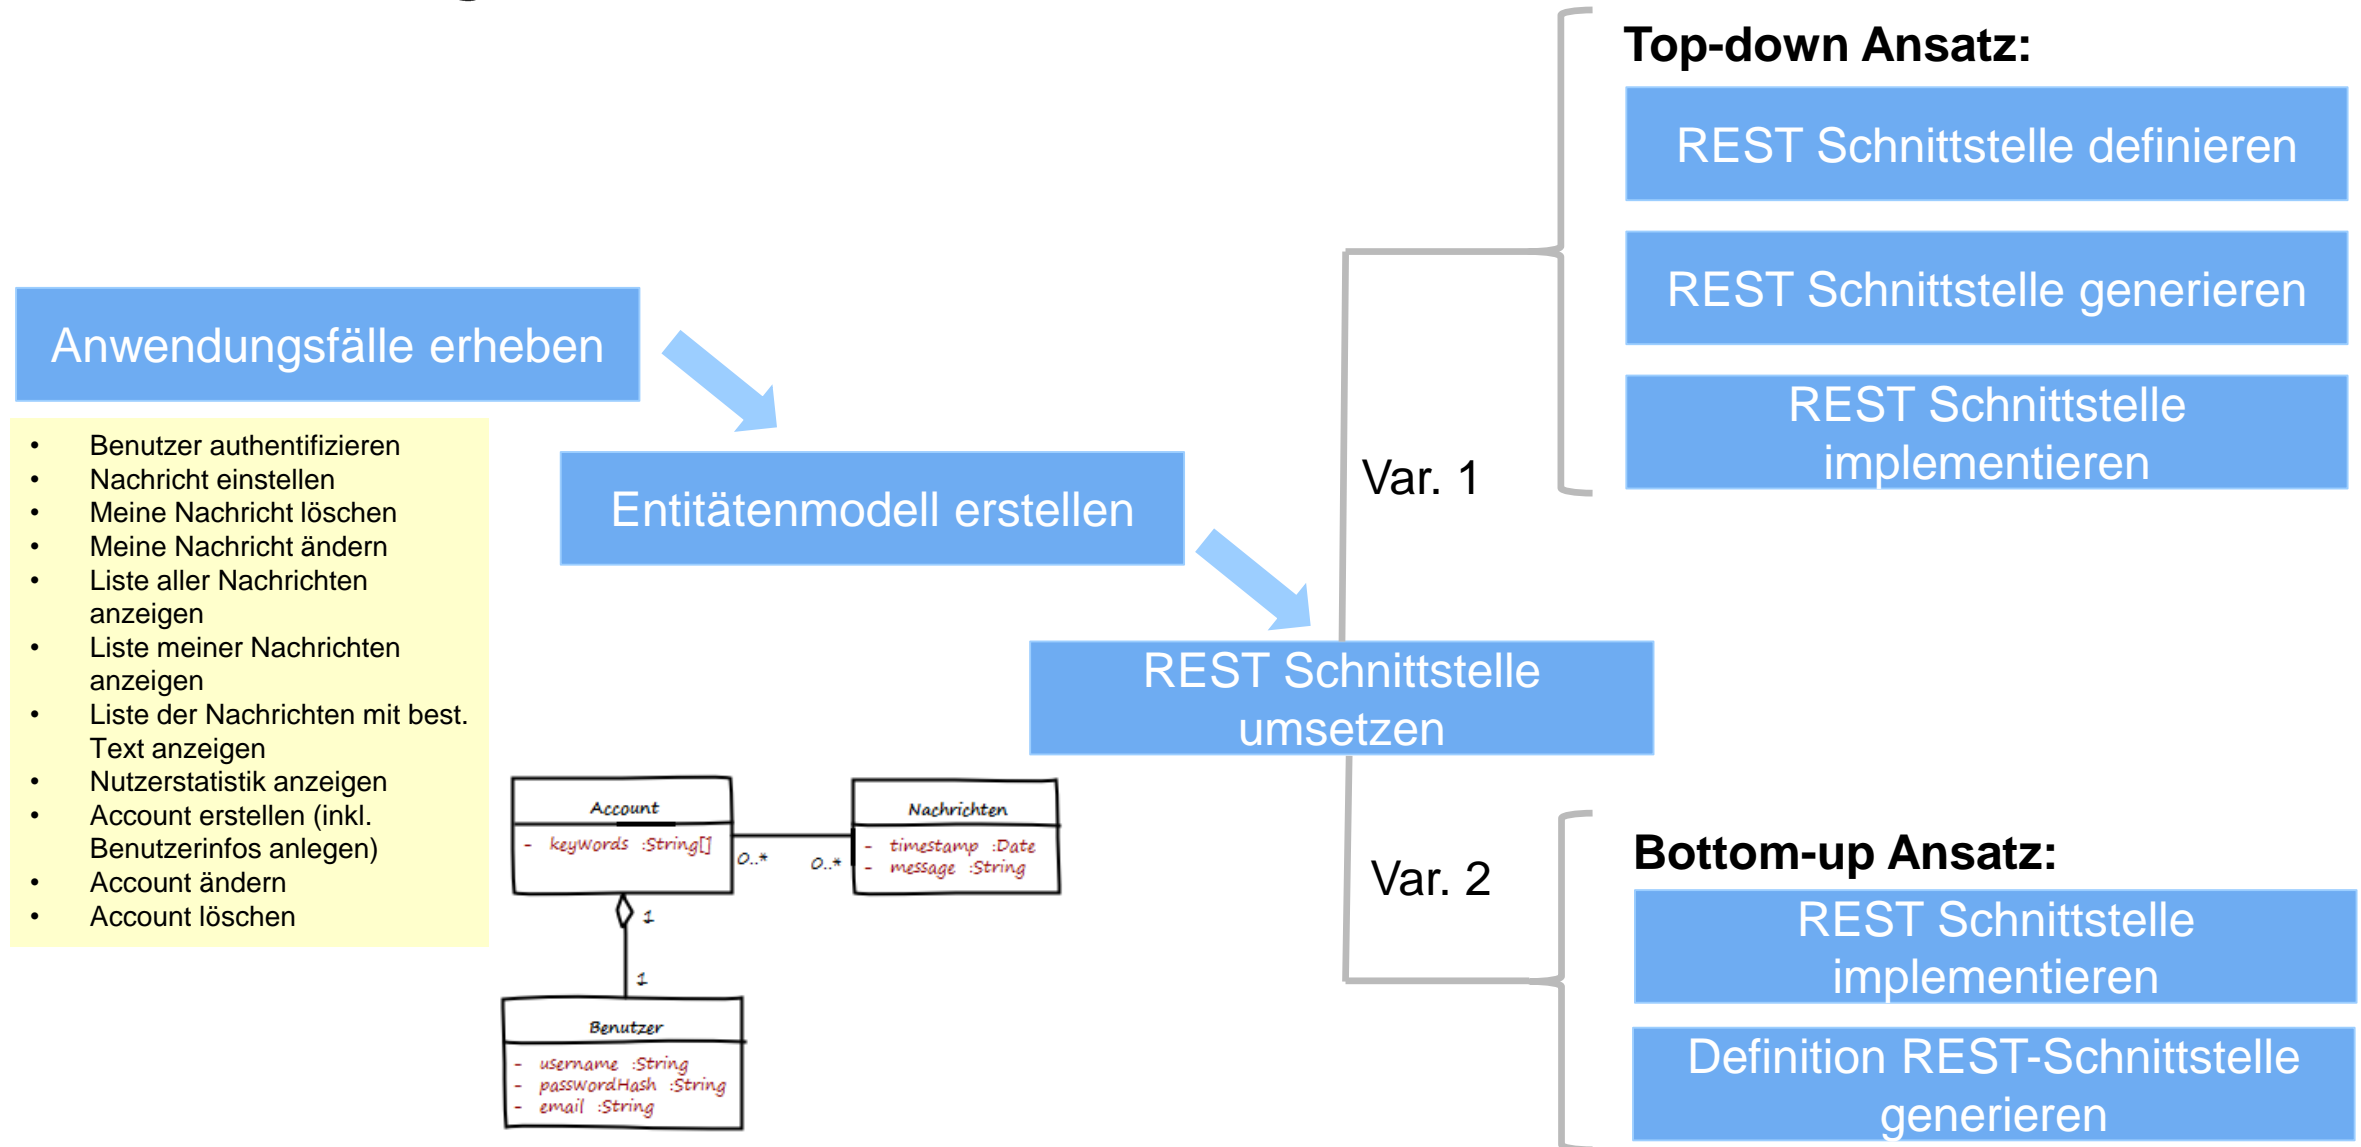 Top-down Ansatz:
REST Schnittstelle definieren
REST Schnittstelle generieren
REST Schnittstelle
implementieren
Anwendungsfälle erheben
• Benutzer authentifizieren
• Nachricht einstellen
• Meine Nachricht löschen
• Meine Nachricht ändern
• Liste aller Nachrichten
anzeigen
• Liste meiner Nachrichten
anzeigen
• Liste der Nachrichten mit best.
Text anzeigen
• Nutzerstatistik anzeigen
• Account erstellen (inkl.
Benutzerinfos anlegen)
• Account ändern
• Account löschen
Entitätenmodell erstellen
Var. 1
REST Schnittstelle
umsetzen
Account
- keyWords :String[]
0..*
0..*
Nachrichten
- timestamp :Date
- message :String
1
1
Benutzer
- username :String
- passwordHash :String
- email :String
Var. 2
Bottom-up Ansatz:
REST Schnittstelle
implementieren
Definition REST-Schnittstelle
generieren